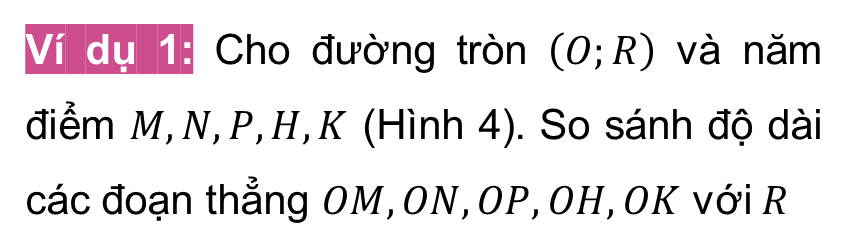 Ví dụ 1: Cho đường tròn (O; R) và năm
điểm M, N, P, H, K (Hình 4). So sánh độ dài
các đoạn thẳng OM, ON, OP, OH, OK với R